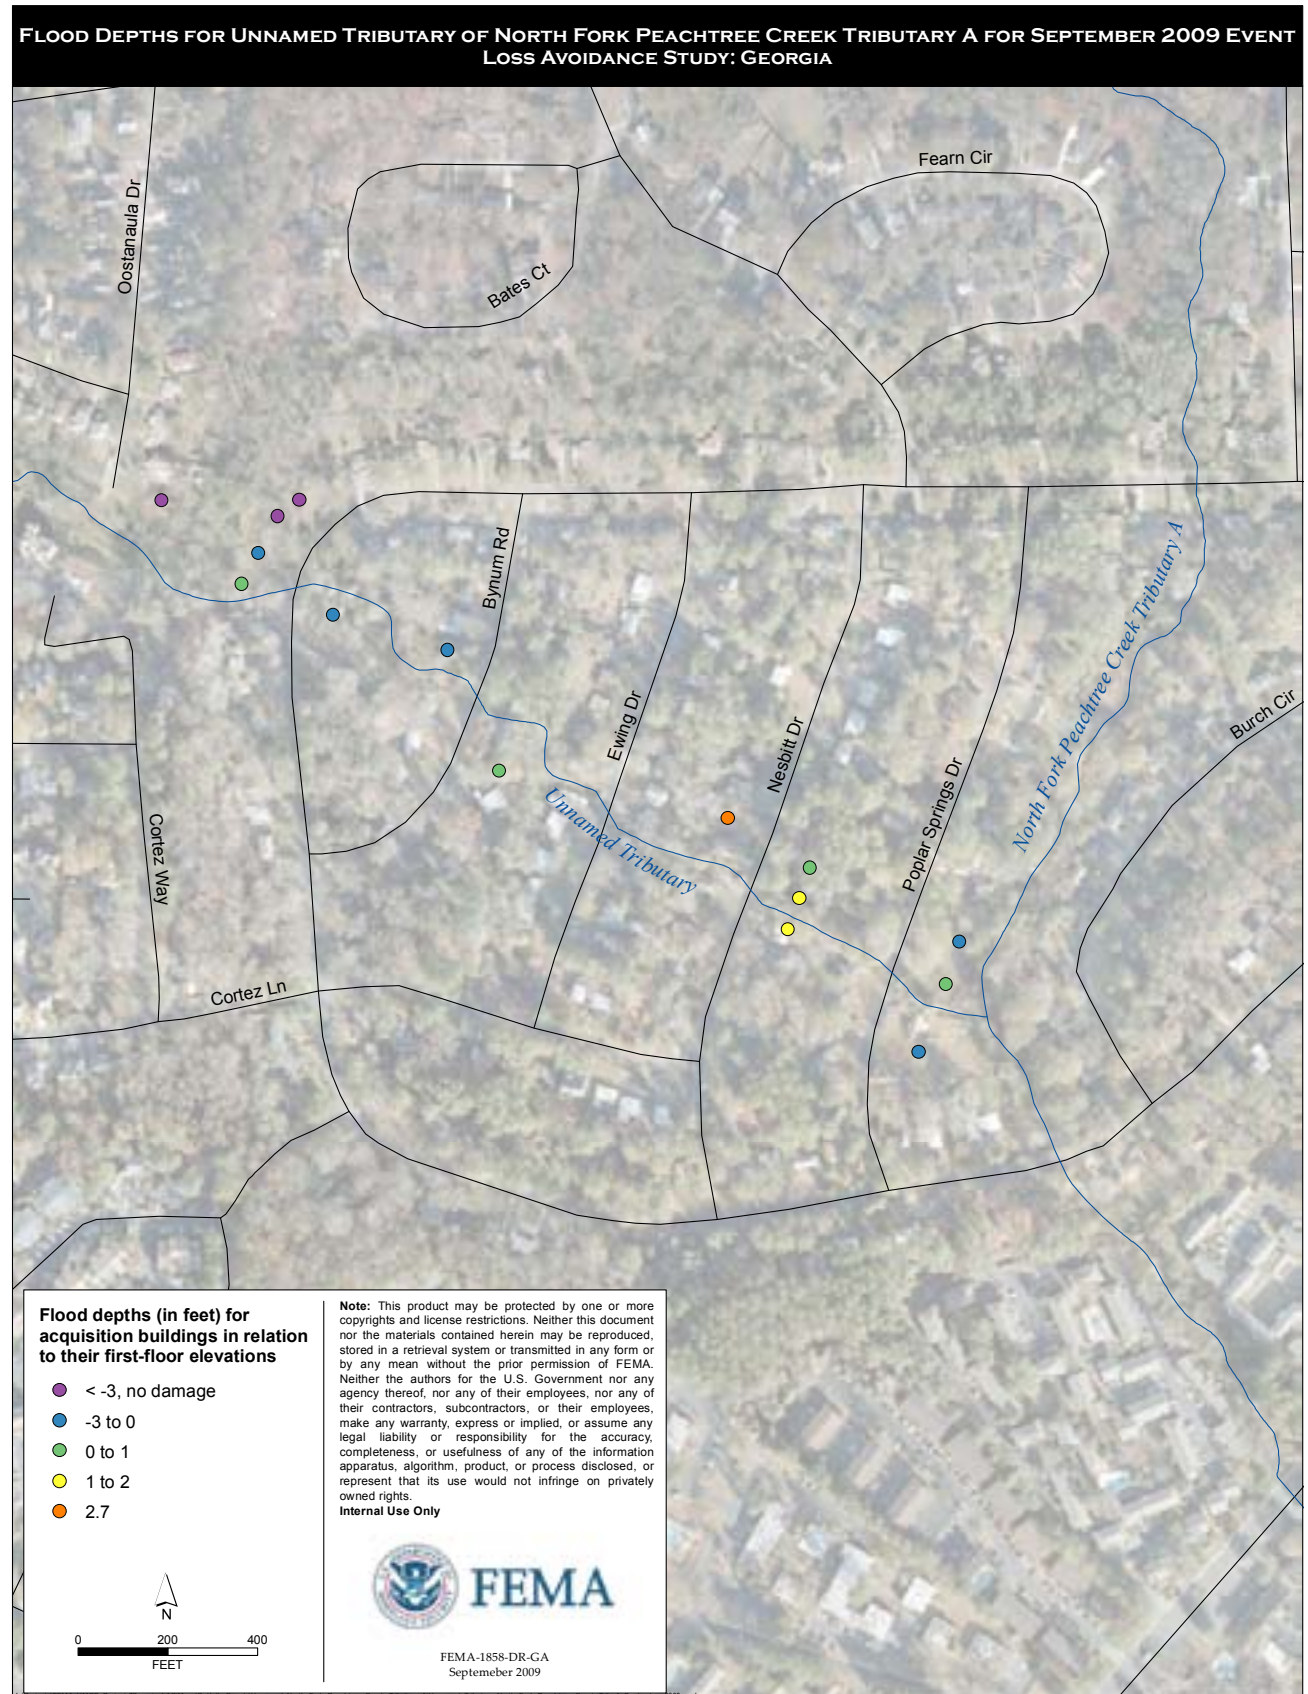 FLOOD DEPTHS FOR UNNAMED TRIBUTARY OF NORTH FORK PEACHTREE CREEK TRIBUTARY A FOR SEPTEMBER 2009 EVENT
LOSS AVOIDANCE STUDY: GEORGIA
Fearn Cir
Oostanaula Dr
Bates Ct
Bynum Rd
North Fork Peachtree Creek Tributary A
Burch Cir
Ewing Dr
Nesbitt Dr
Poplar Springs Dr
Unnamed Tributary
Cortez Way
Cortez Ln
Flood depths (in feet) for
acquisition buildings in relation
to their first-floor elevations
< -3, no damage
-3 to 0
0 to 1
1 to 2
2.7
N
0 200 400
FEET
Note: This product may be protected by one or more
copyrights and license restrictions. Neither this document
nor the materials contained herein may be reproduced,
stored in a retrieval system or transmitted in any form or
by any mean without the prior permission of FEMA.
Neither the authors for the U.S. Government nor any
agency thereof, nor any of their employees, nor any of
their contractors, subcontractors, or their employees,
make any warranty, express or implied, or assume any
legal liability or responsibility for the accuracy,
completeness, or usefulness of any of the information
apparatus, algorithm, product, or process disclosed, or
represent that its use would not infringe on privately
owned rights.
Internal Use Only
FEMA
FEMA-1858-DR-GA
Septemeber 2009